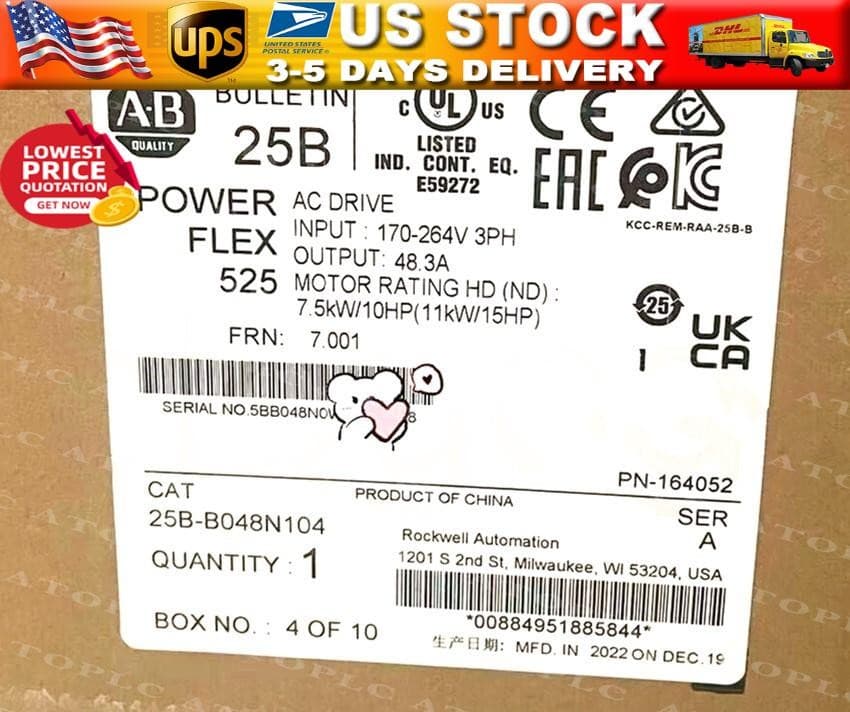 US STOCK
ups
UNITED STATES
POSTAL SERVICE
3-5 DAYS DELIVERY
DHL
LOWEST
PRICE
QUOTATION
GET NOW
A·B
QUALITY
BULLETIN
25B
C UL US
LISTED
IND. CONT. EQ.
E59272
CE
EAC
KC
KCC-REM-RAA-25B-B
POWER
FLEX
525
AC DRIVE
INPUT : 170-264V 3PH
OUTPUT: 48.3A
MOTOR RATING HD (ND) :
7.5kW/10HP(11kW/15HP)
25
UK
CA
I
FRN: 7.001
SERIAL NO.5BB048N0
8
PN-164052
CAT
25B-B048N104
PRODUCT OF CHINA
SER
A
QUANTITY : 1
Rockwell Automation
1201 S 2nd St, Milwaukee, WI 53204, USA
*00884951885844*
BOX NO. : 4 OF 10
生产日期: MFD. IN 2022 ON DEC.19
ATOPLC